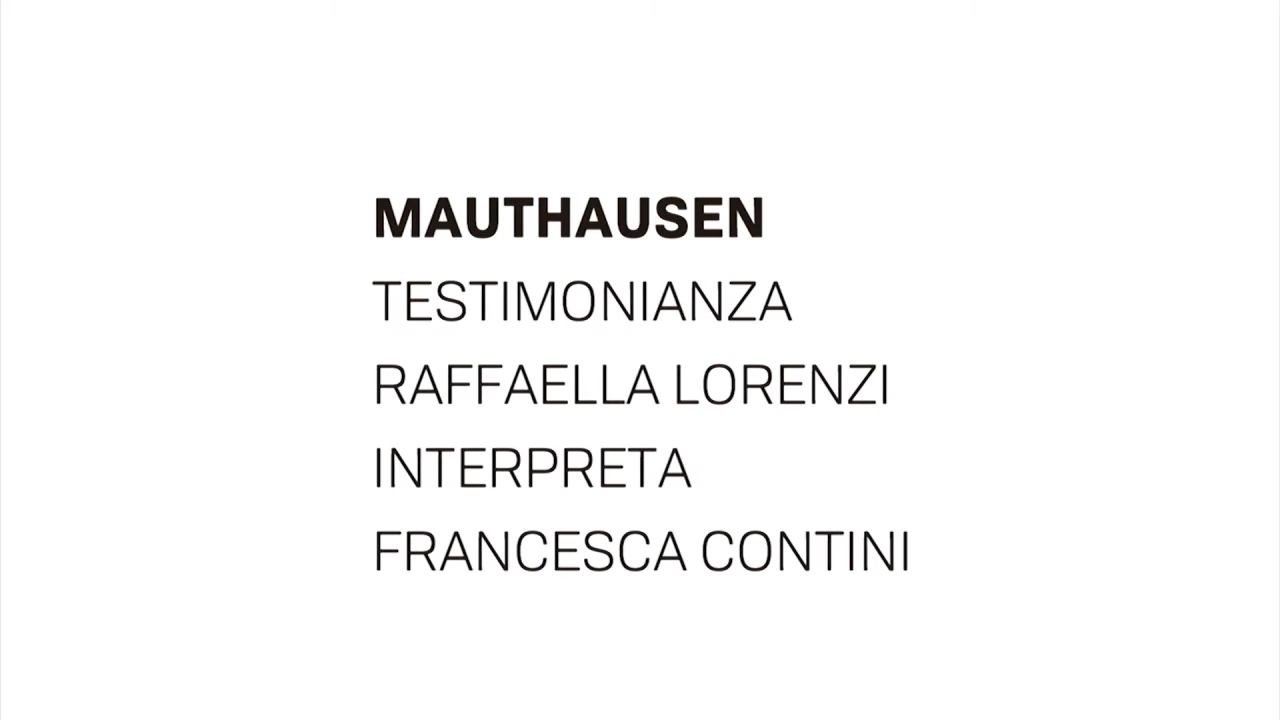 MAUTHAUSEN
TESTIMONIANZA
RAFFAELLA LORENZI
INTERPRETA
FRANCESCA CONTINI